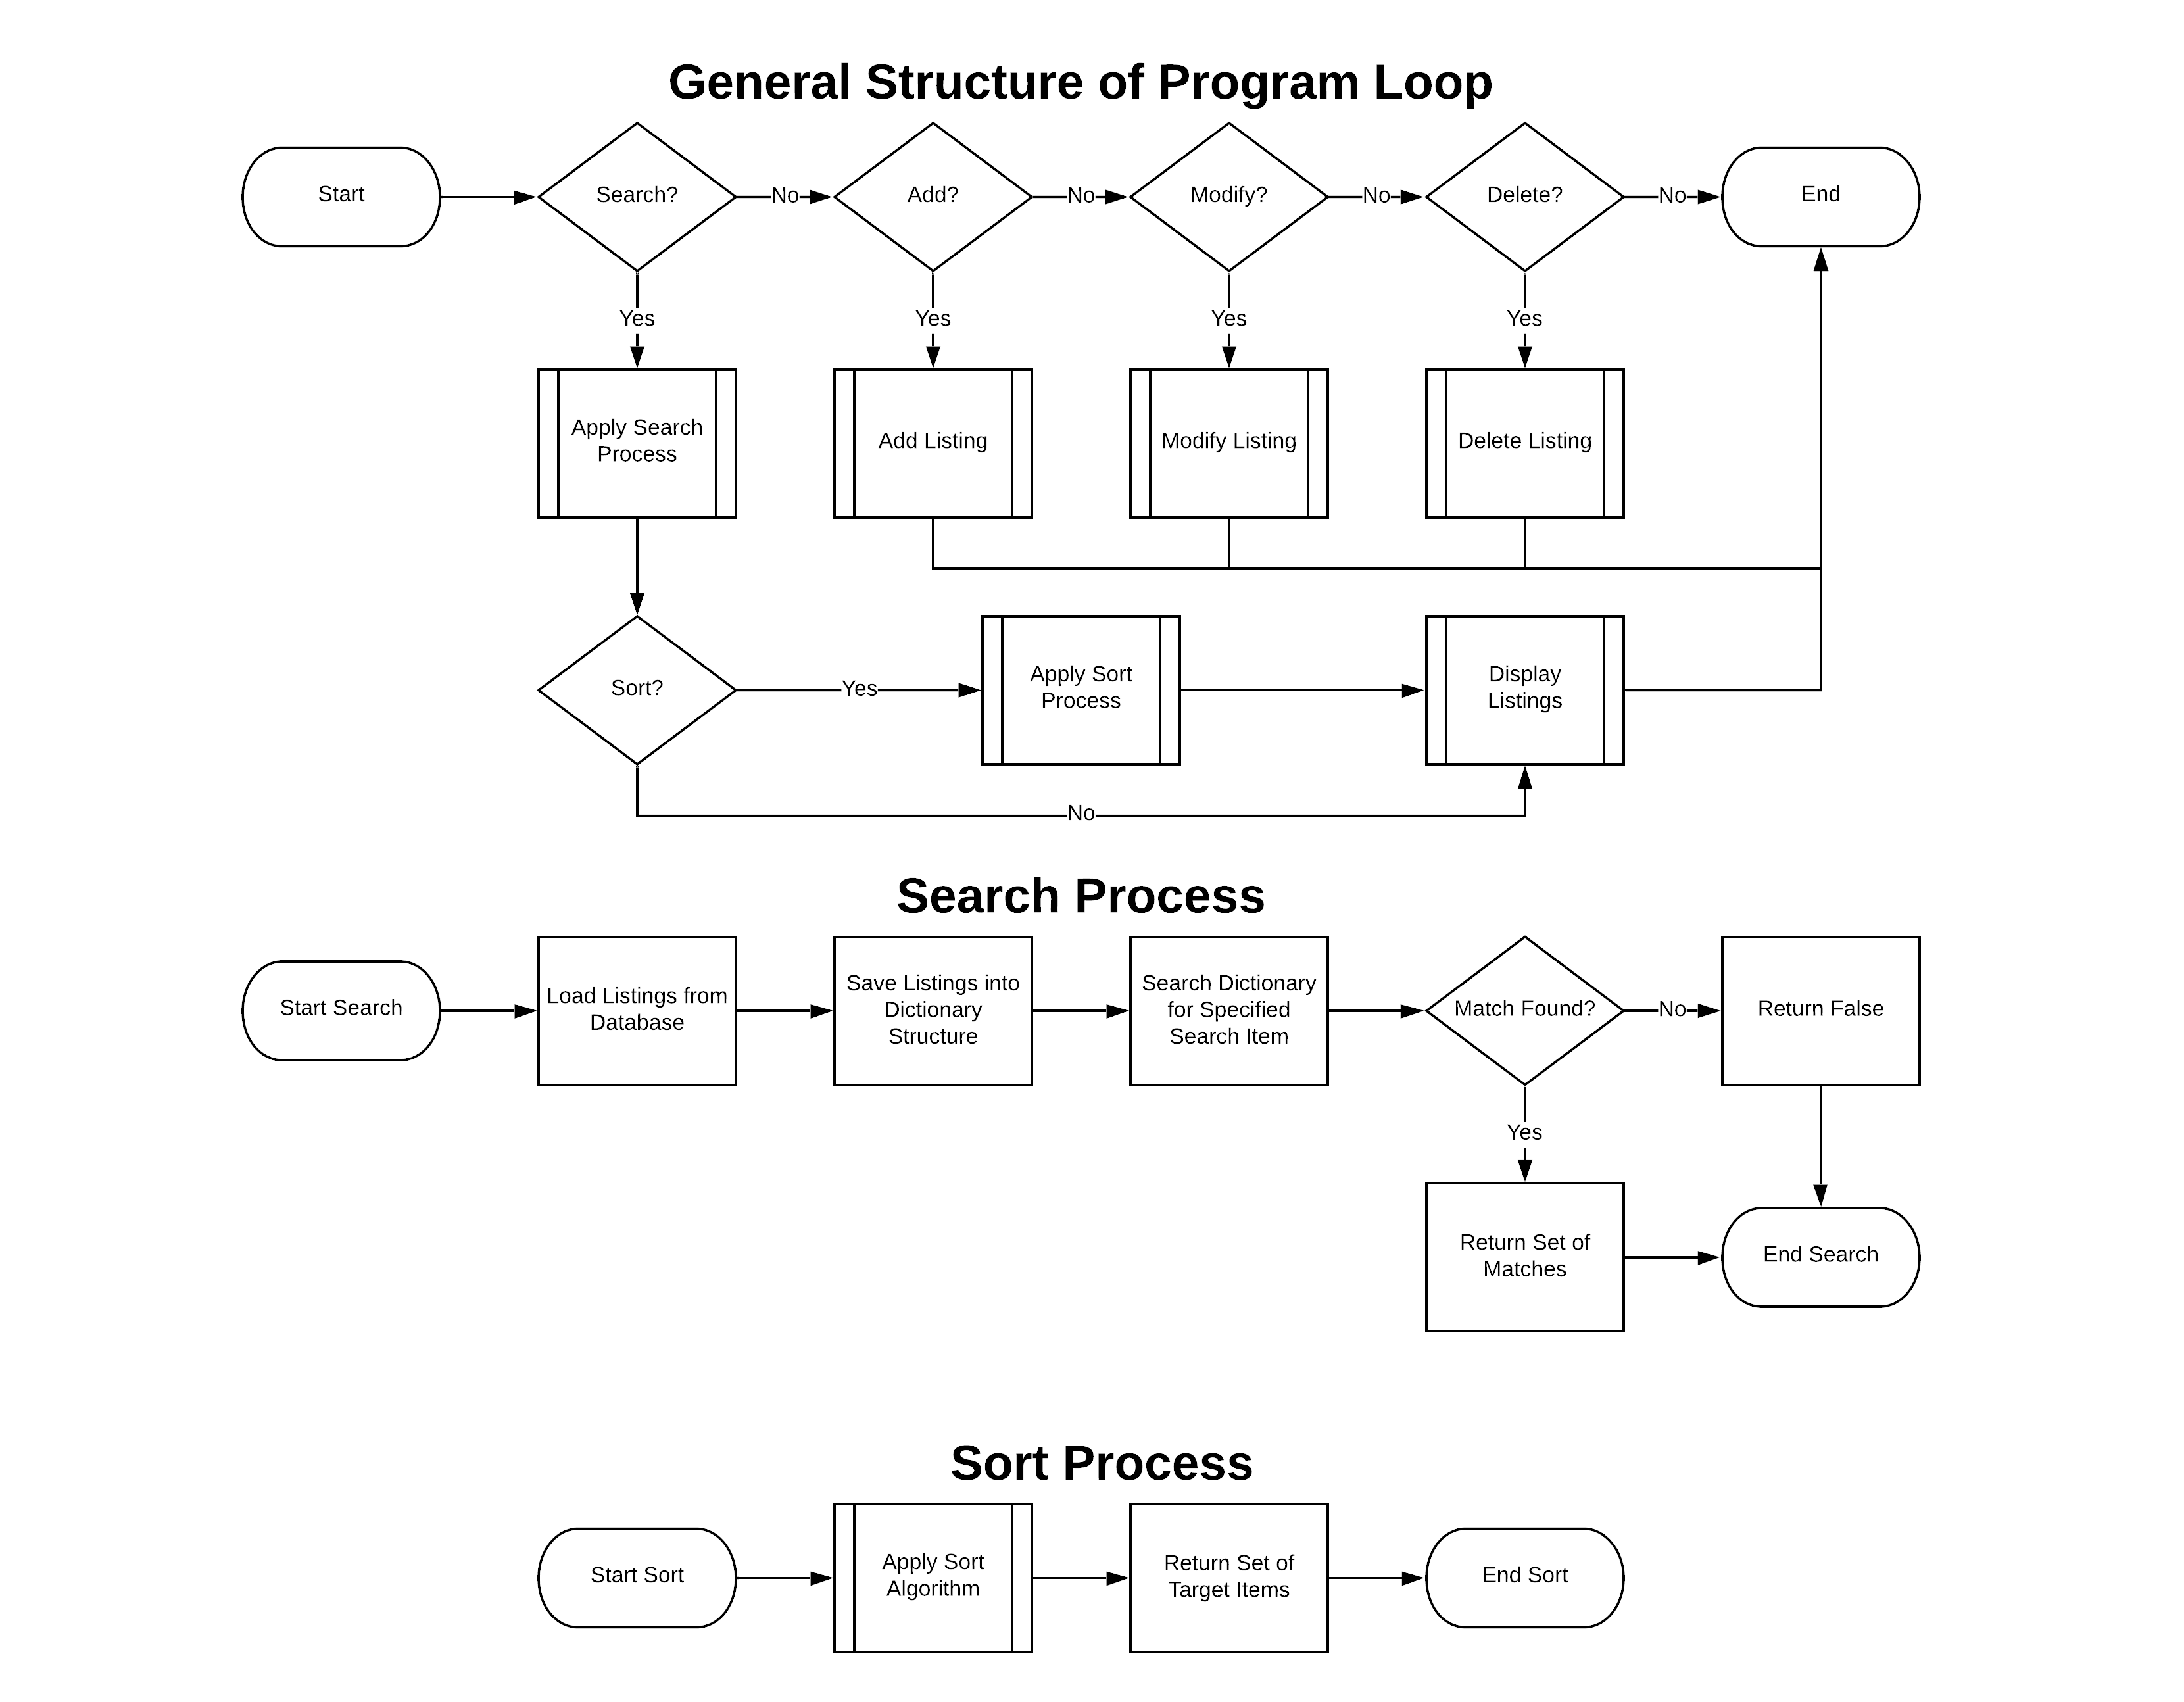 General Structure of Program Loop
Start
Search?
No
Add?
No
Modify?
No
Delete?
No
End
Yes
Yes
Yes
Yes
Apply Search
Process
Add Listing
Modify Listing
Delete Listing
Sort?
Yes
Apply Sort
Process
Display
Listings
No
Search Process
Start Search
Load Listings from
Database
Save Listings into
Dictionary
Structure
Search Dictionary
for Specified
Search Item
Match Found?
No
Return False
Yes
Return Set of
Matches
End Search
Sort Process
Start Sort
Apply Sort
Algorithm
Return Set of
Target Items
End Sort